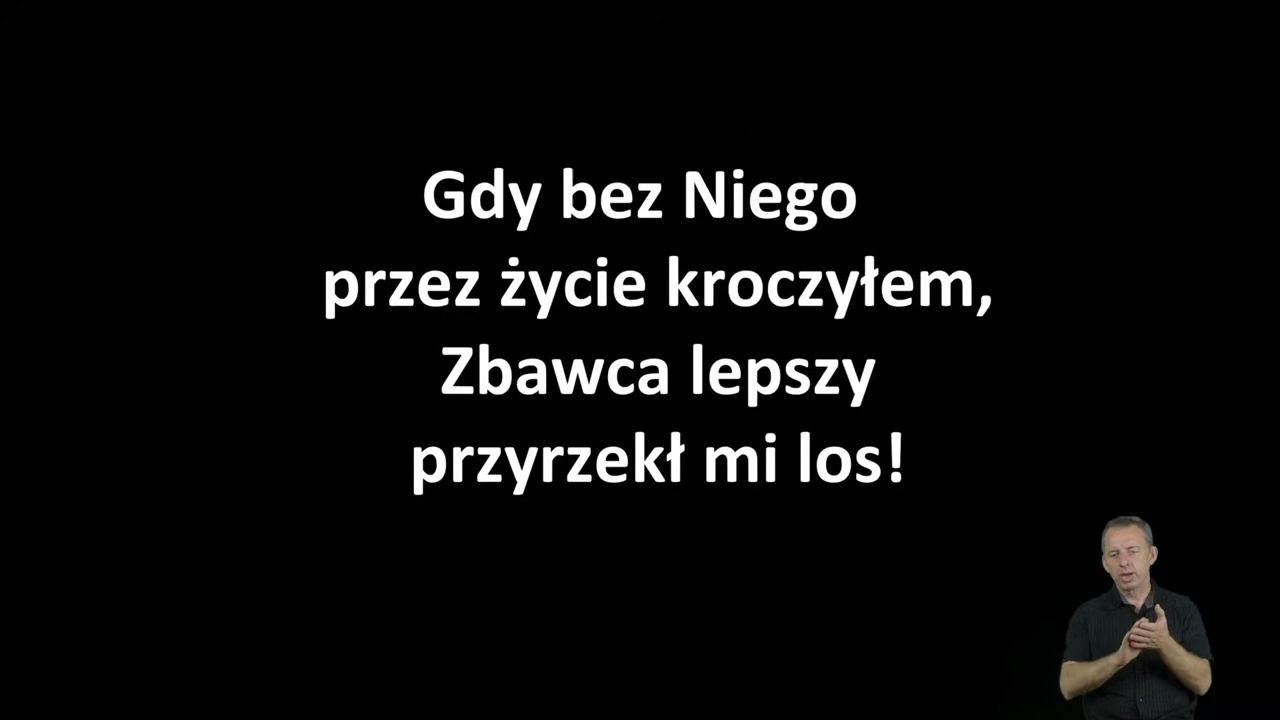 Gdy bez Niego
przez życie kroczyłem,
Zbawca lepszy
przyrzekł mi los!